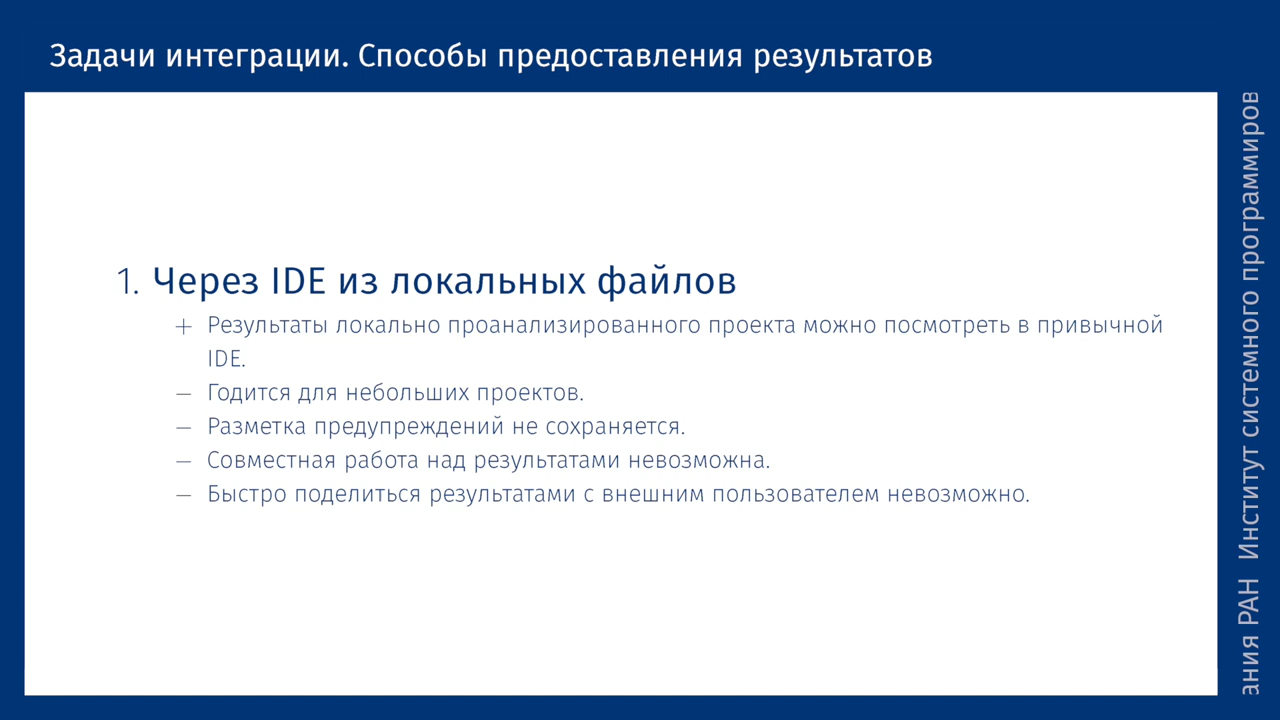 Задачи интеграции. Способы предоставления результатов
1. Через IDE из локальных файлов
+ Результаты локально проанализированного проекта можно посмотреть в привычной
IDE.
– Годится для небольших проектов.
– Разметка предупреждений не сохраняется.
– Совместная работа над результатами невозможна.
– Быстро поделиться результатами с внешним пользователем невозможно.
ания РАН Институт системного программиров